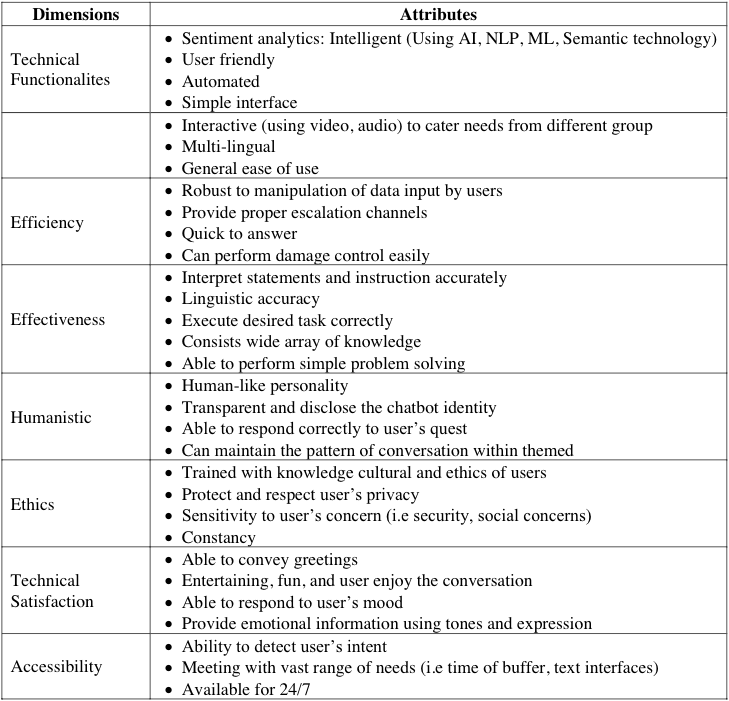 Dimensions Attributes
Technical Functionalites
• Sentiment analytics: Intelligent (Using AI, NLP, ML, Semantic technology)
• User friendly
• Automated
• Simple interface
• Interactive (using video, audio) to cater needs from different group
• Multi-lingual
• General ease of use
Efficiency
• Robust to manipulation of data input by users
• Provide proper escalation channels
• Quick to answer
• Can perform damage control easily
Effectiveness
• Interpret statements and instruction accurately
• Linguistic accuracy
• Execute desired task correctly
• Consists wide array of knowledge
• Able to perform simple problem solving
Humanistic
• Human-like personality
• Transparent and disclose the chatbot identity
• Able to respond correctly to user's quest
• Can maintain the pattern of conversation within themed
Ethics
• Trained with knowledge cultural and ethics of users
• Protect and respect user's privacy
• Sensitivity to user's concern (i.e security, social concerns)
• Constancy
Technical Satisfaction
• Able to convey greetings
• Entertaining, fun, and user enjoy the conversation
• Able to respond to user's mood
• Provide emotional information using tones and expression
Accessibility
• Ability to detect user's intent
• Meeting with vast range of needs (i.e time of buffer, text interfaces)
• Available for 24/7